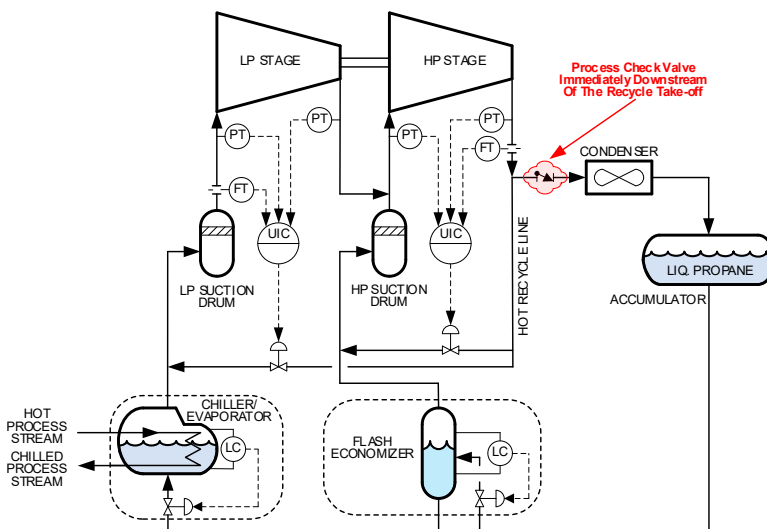 LP STAGE
HP STAGE
Process Check Valve
Immediately Downstream
Of The Recycle Take-off
PT
PT
PT
PT
FT
CONDENSER
FT
UIC
UIC
HOT RECYCLE LINE
LIQ. PROPANE
LP SUCTION
DRUM
HP SUCTION
DRUM
ACCUMULATOR
CHILLER/
EVAPORATOR
HOT
PROCESS
STREAM
LC
CHILLED
PROCESS
STREAM
FLASH
ECONOMIZER
LC